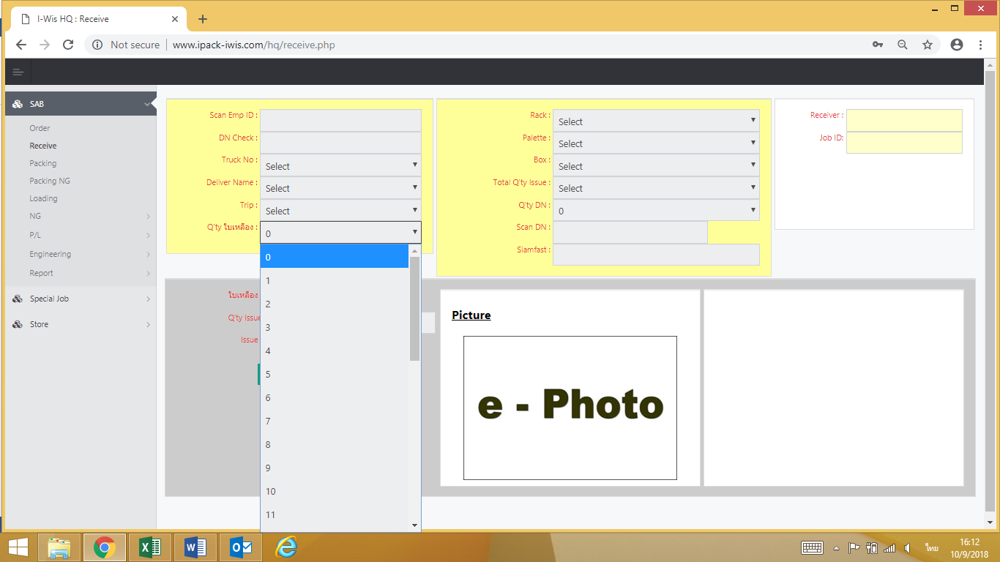 I-Wis HQ : Receive
Not secure
www.ipack-iwis.com/hq/receive.php
SAB
Order
Receive
Packing
Packing NG
Loading
NG
P/L
Engineering
Report
Special Job
Store
Scan Emp ID :
DN Check :
Truck No : Select
Deliver Name : Select
Trip : Select
Q'ty ใบเหลือง : 0
0
1
2
3
4
5
6
7
8
9
10
11
Rack : Select
Palette : Select
Box : Select
Total Q'ty Issue : Select
Q'ty DN : 0
Scan DN :
Siamfast :
Receiver :
Job ID:
ใบเหลือง
Q'ty Issue
Issue
Picture
e - Photo
ไทย
16:12
10/9/2018